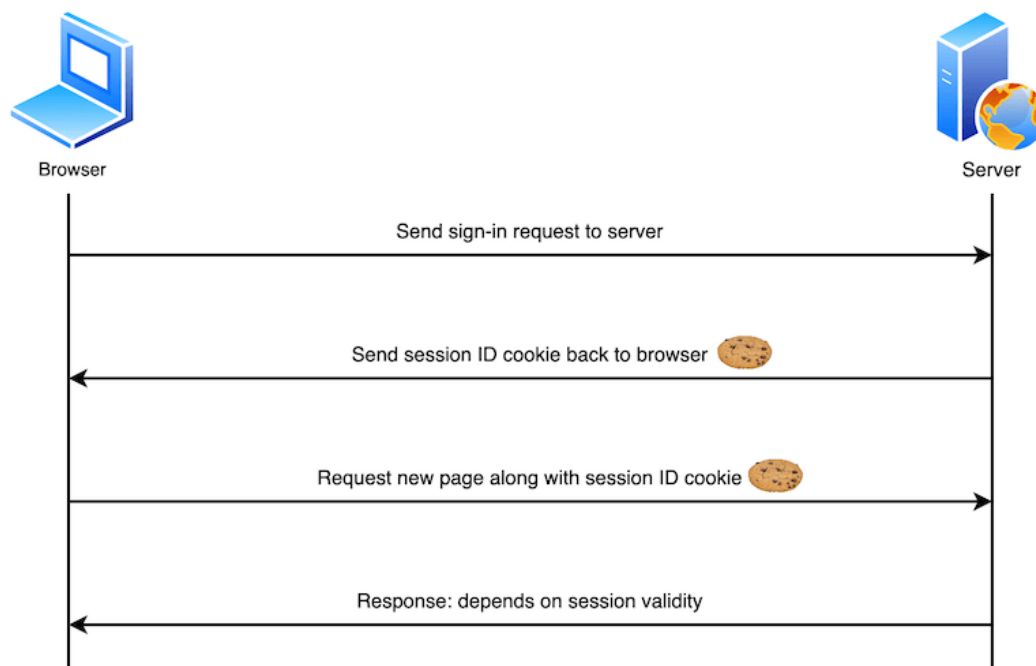 Browser
Server
Send sign-in request to server
Send session ID cookie back to browser
Request new page along with session ID cookie
Response: depends on session validity